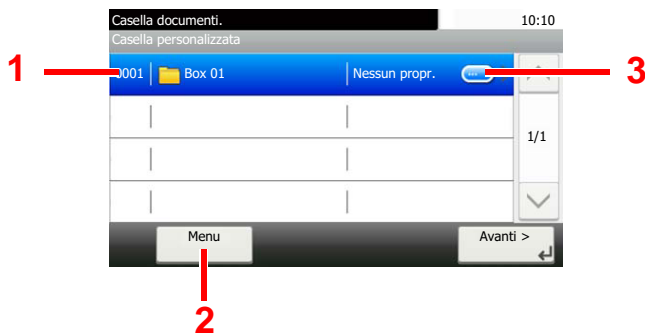 Casella documenti. 10:10
Casella personalizzata
1 0001 Box 01 Nessun propr. ... 3
1/1
Menu Avanti >
2